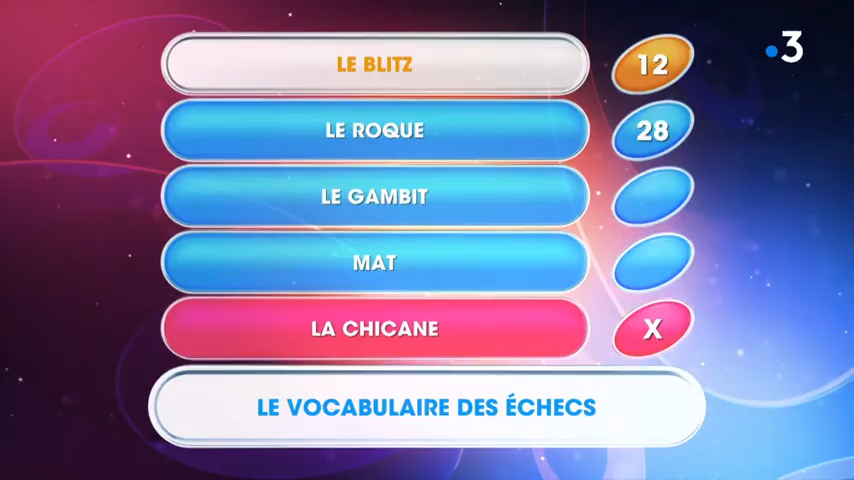 LE BLITZ 12
•3
LE ROQUE 28
LE GAMBIT
MAT
LA CHICANE X
LE VOCABULAIRE DES ÉCHECS